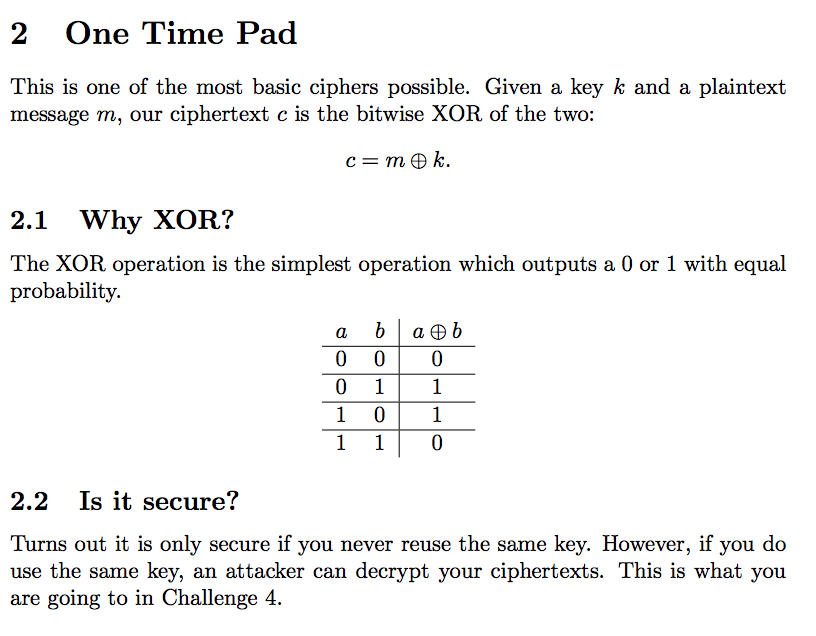 2 One Time Pad
This is one of the most basic ciphers possible. Given a key k and a plaintext
message m, our ciphertext c is the bitwise XOR of the two:
c = m ⊕ k.
2.1 Why XOR?
The XOR operation is the simplest operation which outputs a 0 or 1 with equal
probability.
a b a ⊕ b
0 0 0
0 1 1
1 0 1
1 1 0
2.2 Is it secure?
Turns out it is only secure if you never reuse the same key. However, if you do
use the same key, an attacker can decrypt your ciphertexts. This is what you
are going to in Challenge 4.